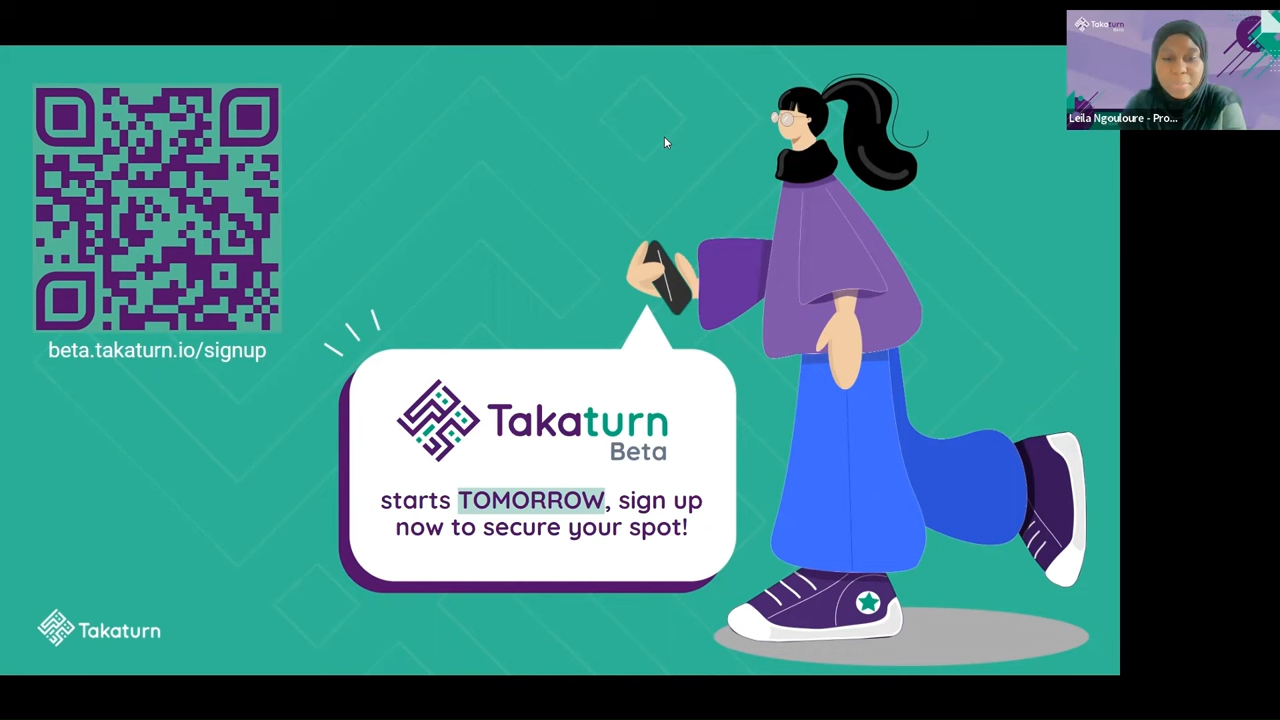 Takaturn
Beta
Leila Ngouloure - Pro...
beta.takaturn.io/signup
Takaturn
Beta
starts TOMORROW, sign up
now to secure your spot!
Takaturn